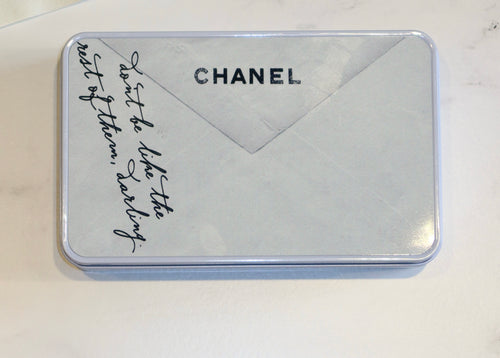 CHANEL
don't be like the
rest of them, darling